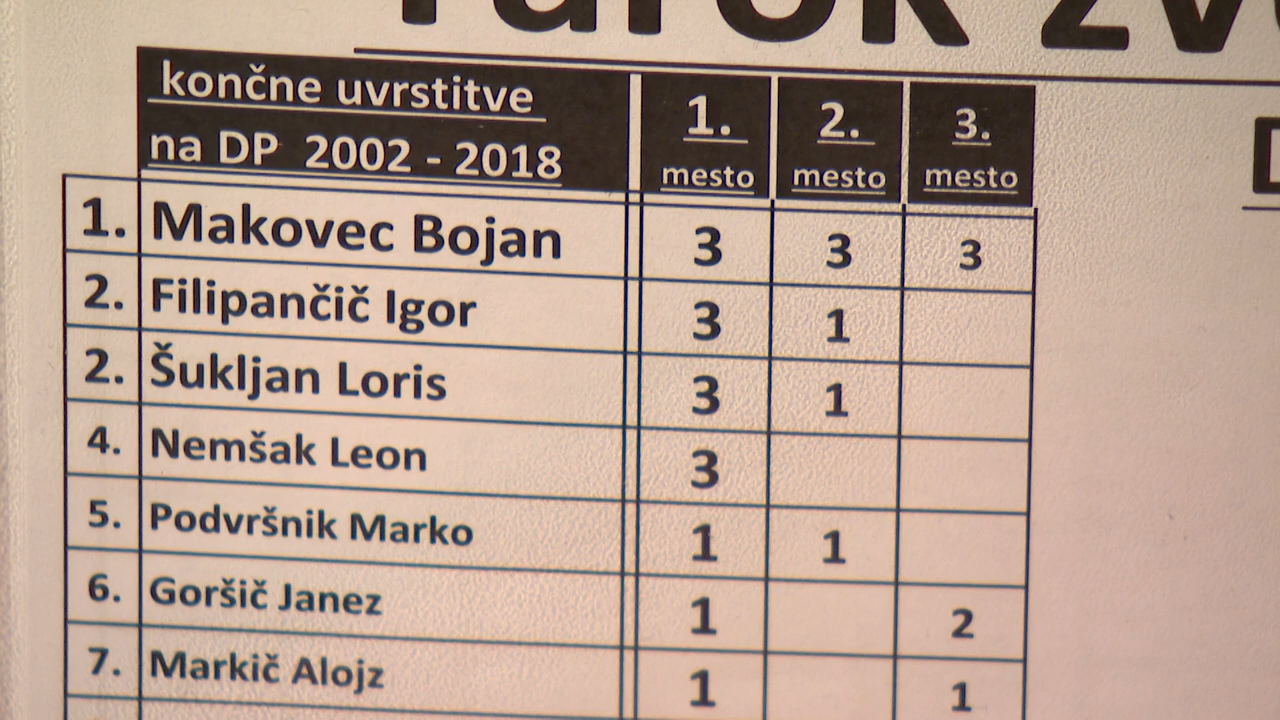 končne uvrstitve
na DP 2002 - 2018
1. mesto 2. mesto 3. mesto
1. Makovec Bojan 3 3 3
2. Filipančič Igor 3 1
2. Šukljan Loris 3 1
4. Nemšak Leon 3
5. Podvršnik Marko 1 1
6. Goršič Janez 1 2
7. Markič Alojz 1 1